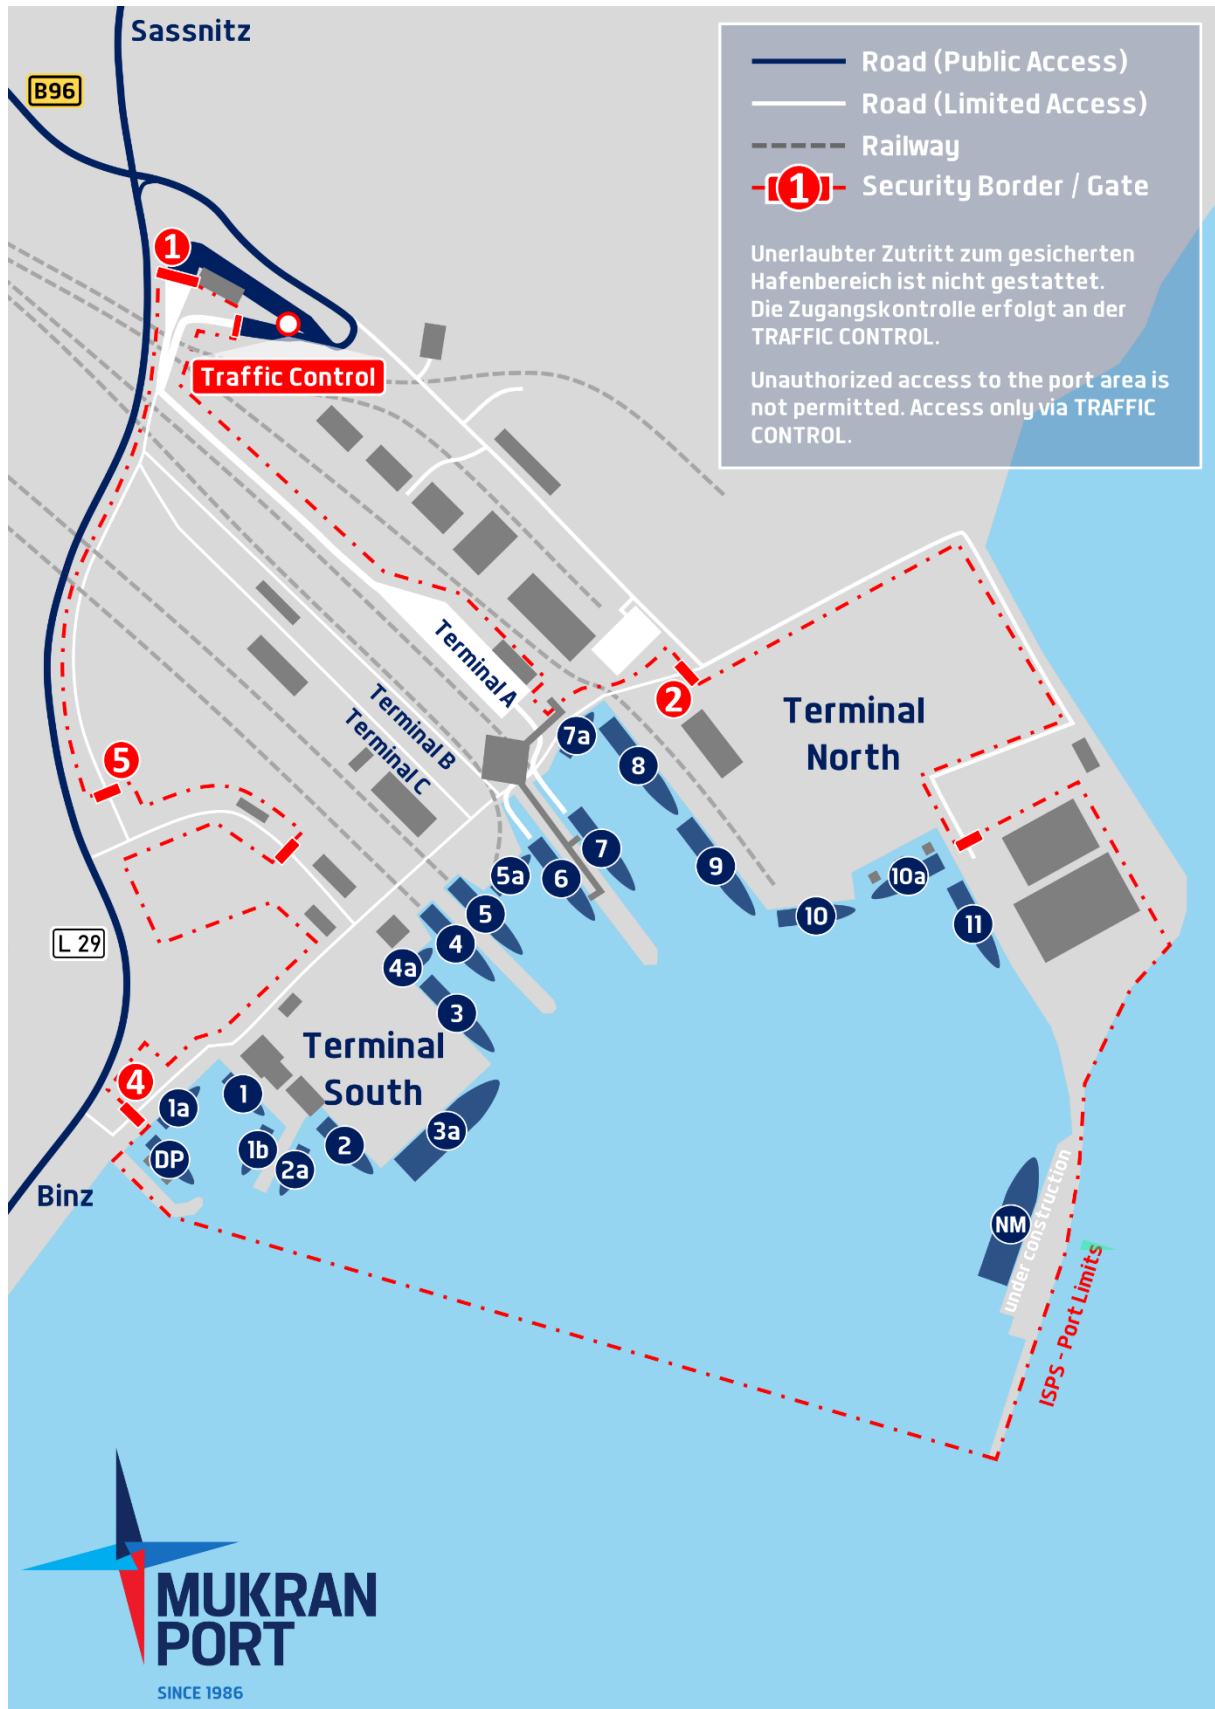 Sassnitz
B96
Road (Public Access)
Road (Limited Access)
Railway
1
Security Border / Gate
Unerlaubter Zutritt zum gesicherten
Hafenbereich ist nicht gestattet.
Die Zugangskontrolle erfolgt an der
TRAFFIC CONTROL.
Unauthorized access to the port area is
not permitted. Access only via TRAFFIC
CONTROL.
1
Traffic Control
Terminal A
Terminal B
Terminal C
2
Terminal
North
5
7a
8
7
9
6
5a
5
10
10a
11
4
4a
3
L 29
Terminal
South
4
1a
1
1b
2a
2
3a
DP
Binz
NM
under construction
ISPS - Port Limits
MUKRAN
PORT
SINCE 1986